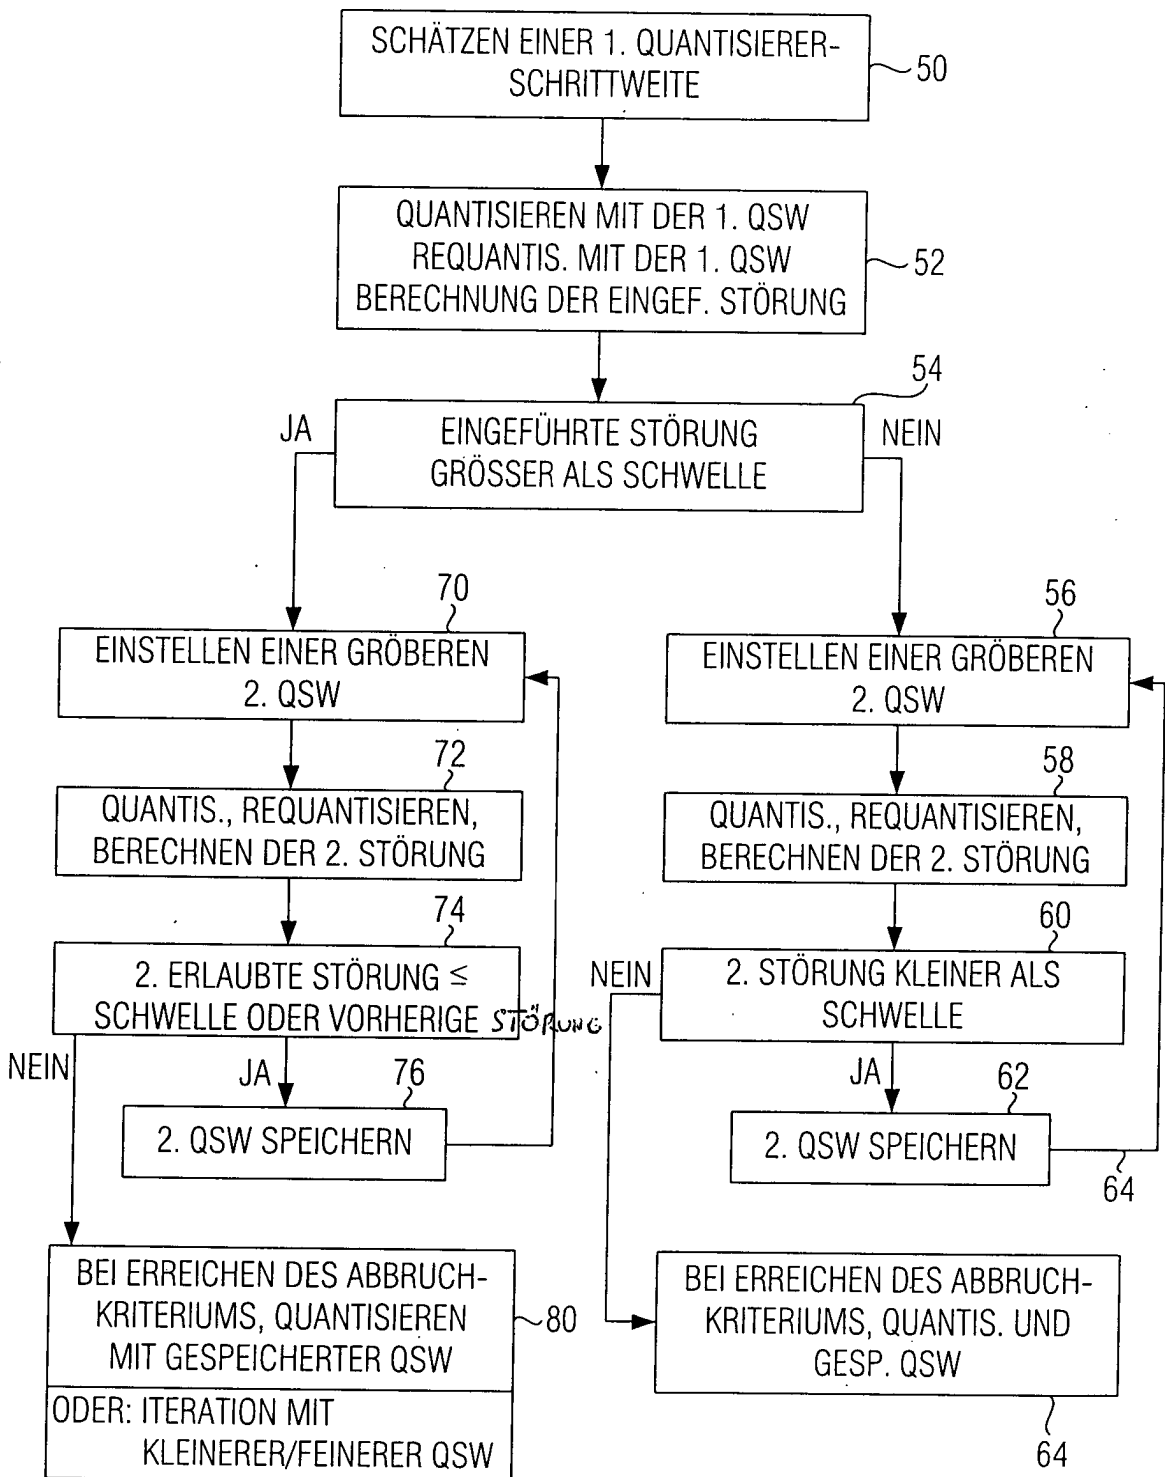 SCHÄTZEN EINER 1. QUANTISIERER-
SCHRITTWEITE
50
QUANTISIEREN MIT DER 1. QSW
REQUANTIS. MIT DER 1. QSW
BERECHNUNG DER EINGEF. STÖRUNG
52
54
JA
EINGEFÜHRTE STÖRUNG
GRÖSSER ALS SCHWELLE
NEIN
70
EINSTELLEN EINER GRÖBEREN
2. QSW
72
QUANTIS., REQUANTISIEREN,
BERECHNEN DER 2. STÖRUNG
74
2. ERLAUBTE STÖRUNG ≤
SCHWELLE ODER VORHERIGE STÖRUNG
NEIN
JA
76
2. QSW SPEICHERN
BEI ERREICHEN DES ABBRUCH-
KRITERIUMS, QUANTISIEREN
MIT GESPEICHERTER QSW
80
ODER: ITERATION MIT
KLEINERER/FEINERER QSW
56
EINSTELLEN EINER GRÖBEREN
2. QSW
58
QUANTIS., REQUANTISIEREN,
BERECHNEN DER 2. STÖRUNG
60
NEIN
2. STÖRUNG KLEINER ALS
SCHWELLE
JA
62
2. QSW SPEICHERN
64
BEI ERREICHEN DES ABBRUCH-
KRITERIUMS, QUANTIS. UND
GESP. QSW
64